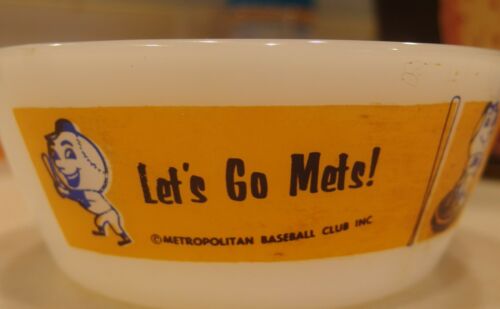 Let's Go Mets!
©METROPOLITAN BASEBALL CLUB INC.